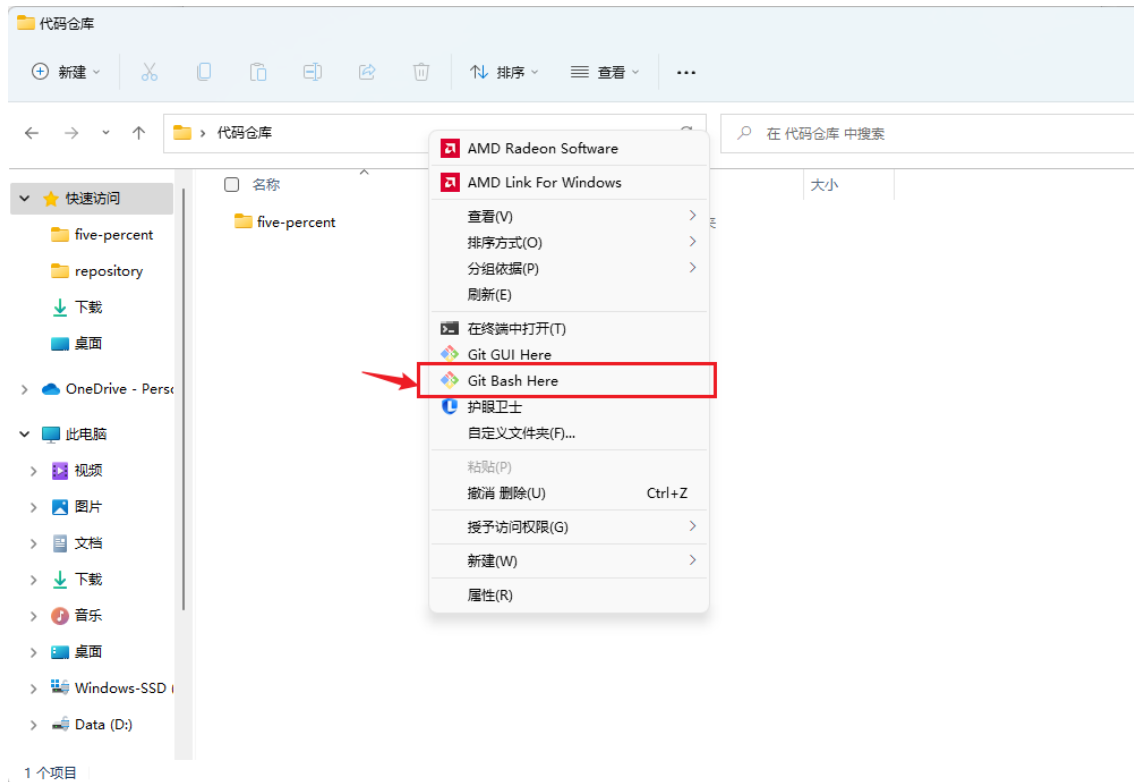 代码仓库
新建
排序
查看
代码仓库
在 代码仓库 中搜索
快速访问
five-percent
repository
下载
桌面
OneDrive - Perso
此电脑
视频
图片
文档
下载
音乐
桌面
Windows-SSD (
Data (D:)
名称
大小
five-percent
AMD Radeon Software
AMD Link For Windows
查看(V)
排序方式(O)
分组依据(P)
刷新(E)
在终端中打开(T)
Git GUI Here
Git Bash Here
护眼卫士
自定义文件夹(F)...
粘贴(P)
撤消 删除(U) Ctrl+Z
授予访问权限(G)
新建(W)
属性(R)
1 个项目